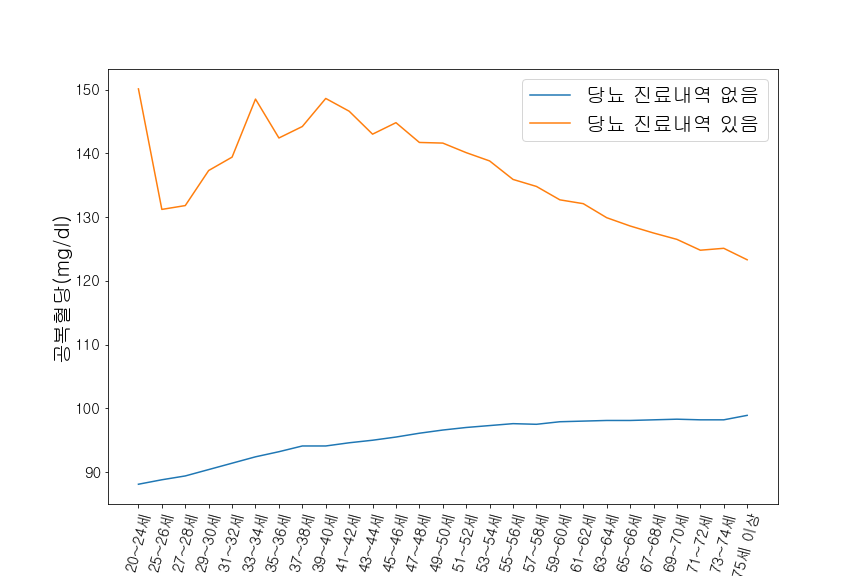 당뇨 진료내역 없음
당뇨 진료내역 있음
공복혈당(mg/dl)
150
140
130
120
110
100
90
20~24세
25~26세
27~28세
29~30세
31~32세
33~34세
35~36세
37~38세
39~40세
41~42세
43~44세
45~46세
47~48세
49~50세
51~52세
53~54세
55~56세
57~58세
59~60세
61~62세
63~64세
65~66세
67~68세
69~70세
71~72세
73~74세
75세 이상